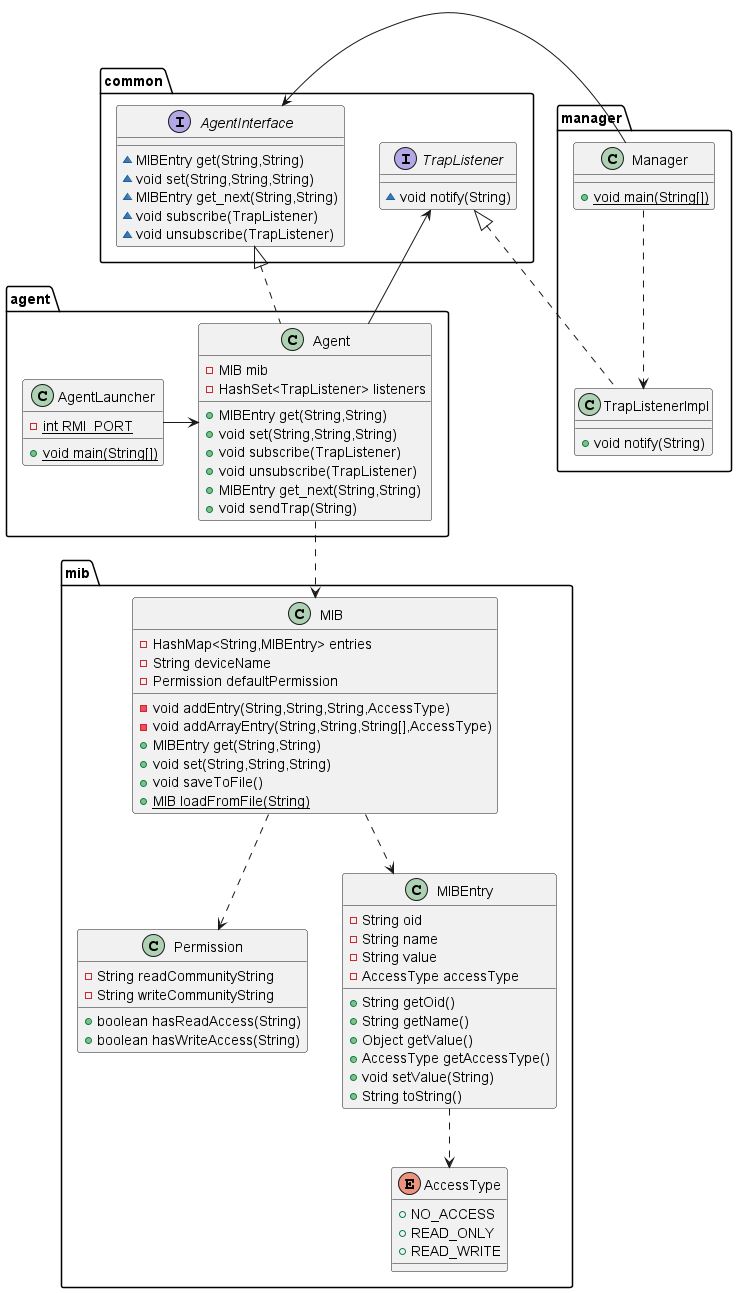 common
I AgentInterface
MIBEntry get(String,String)
void set(String,String,String)
MIBEntry get_next(String,String)
void subscribe(TrapListener)
void unsubscribe(TrapListener)
I TrapListener
void notify(String)
manager
C Manager
void main(String[])
C TrapListenerImpl
void notify(String)
agent
C AgentLauncher
int RMI_PORT
void main(String[])
C Agent
MIB mib
HashSet<TrapListener> listeners
MIBEntry get(String,String)
void set(String,String,String)
void subscribe(TrapListener)
void unsubscribe(TrapListener)
MIBEntry get_next(String,String)
void sendTrap(String)
mib
C MIB
HashMap<String,MIBEntry> entries
String deviceName
Permission defaultPermission
void addEntry(String,String,String,AccessType)
void addArrayEntry(String,String,String[],AccessType)
MIBEntry get(String,String)
void set(String,String,String)
void saveToFile()
MIB loadFromFile(String)
C Permission
String readCommunityString
String writeCommunityString
boolean hasReadAccess(String)
boolean hasWriteAccess(String)
C MIBEntry
String oid
String name
String value
AccessType accessType
String getOid()
String getName()
Object getValue()
AccessType getAccessType()
void setValue(String)
String toString()
E AccessType
NO_ACCESS
READ_ONLY
READ_WRITE